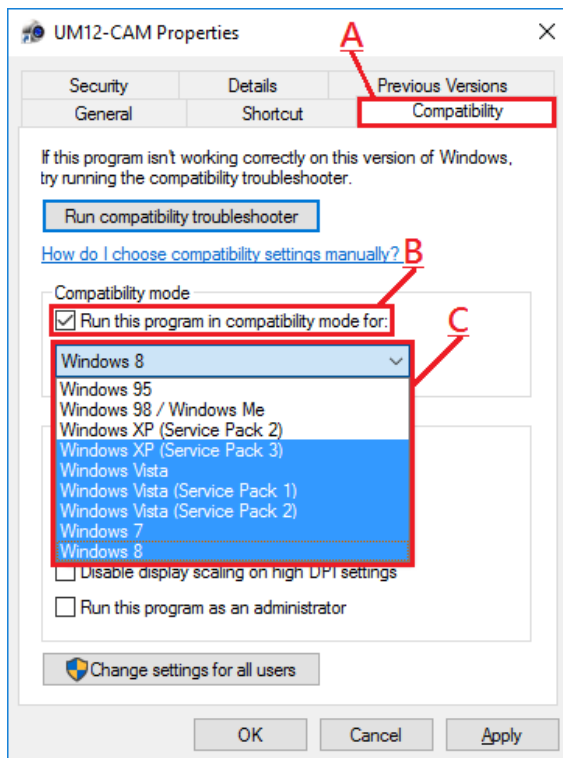 UM12-CAM Properties
A
Security Details Previous Versions
General Shortcut Compatibility
If this program isn't working correctly on this version of Windows,
try running the compatibility troubleshooter.
Run compatibility troubleshooter
How do I choose compatibility settings manually?
B
Compatibility mode
Run this program in compatibility mode for:
C
Windows 8
Windows 95
Windows 98 / Windows Me
Windows XP (Service Pack 2)
Windows XP (Service Pack 3)
Windows Vista
Windows Vista (Service Pack 1)
Windows Vista (Service Pack 2)
Windows 7
Windows 8
Disable display scaling on high DPI settings
Run this program as an administrator
Change settings for all users
OK Cancel Apply